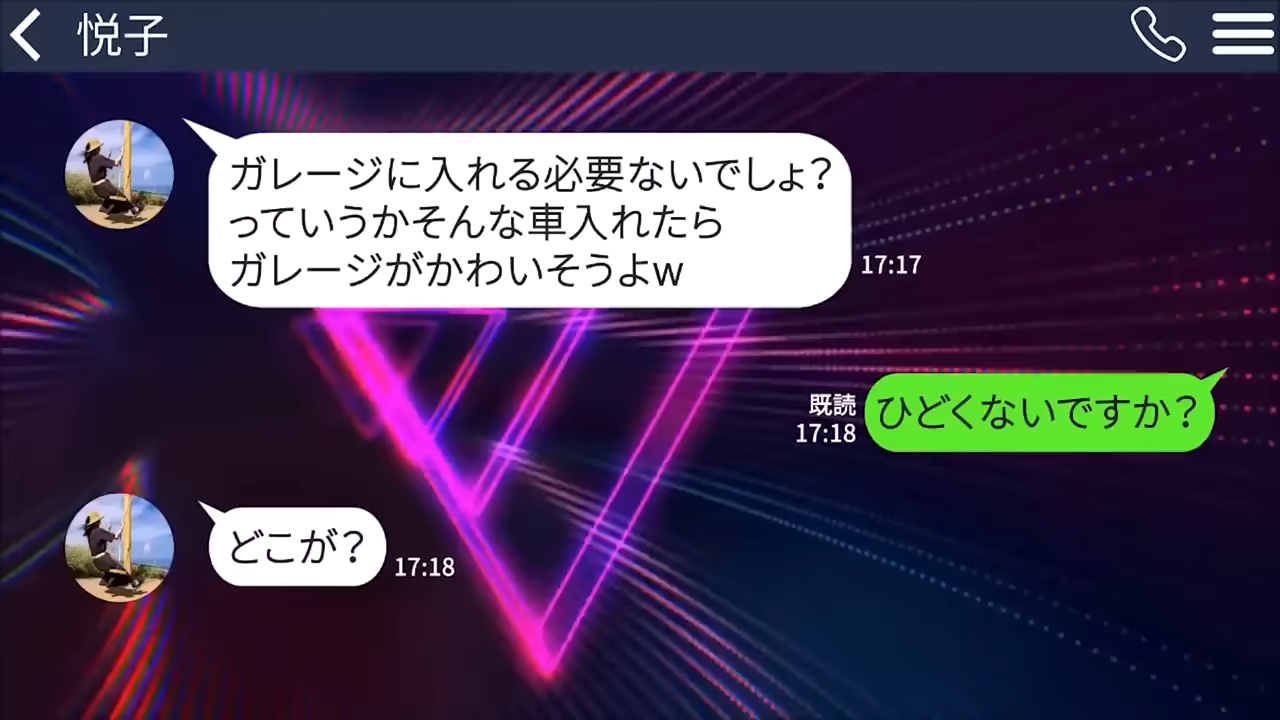 悦子
ガレージに入れる必要ないでしょ？
っていうかそんな車入れたら
ガレージがかわいそうよw
17:17
既読
17:18
ひどくないですか？
どこが？
17:18